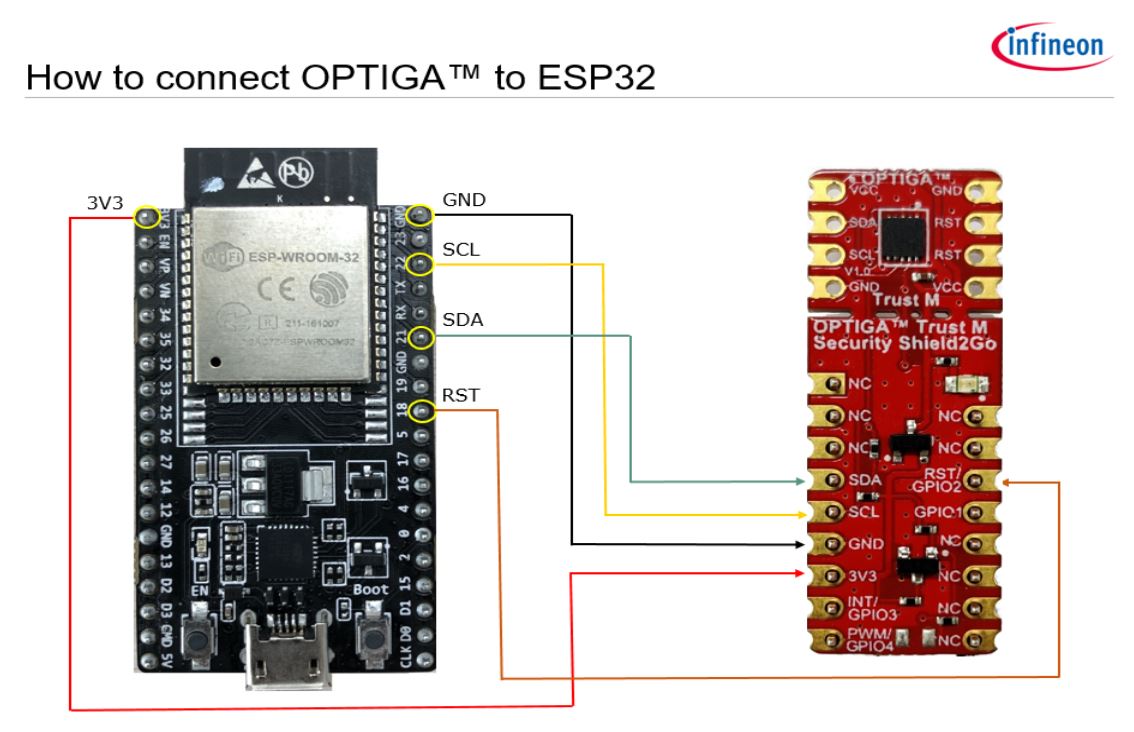 infineon
How to connect OPTIGA™ to ESP32
3V3
GND
SCL
SDA
RST
3V3
EN
VP
VN
34
35
32
33
25
26
27
14
12
GND
13
D2
D3
GND
5V
Pb
K
WiFi
ESP-WROOM-32
CE
R 211-161007
EN
Boot
GND
23
22
TX
RX
21
GND
19
18
5
17
16
4
0
2
15
D1
D0
CLK
OPTIGA™
VCC GND
SDA RST
SCL RST
V1.0
GND VCC
Trust M
OPTIGA™ Trust M
Security Shield2Go
NC
NC NC
NC NC
SDA RST/
GPIO2
SCL GPIO1
GND NC
3V3 NC
INT/
GPIO3 NC
PWM/
GPIO4 NC